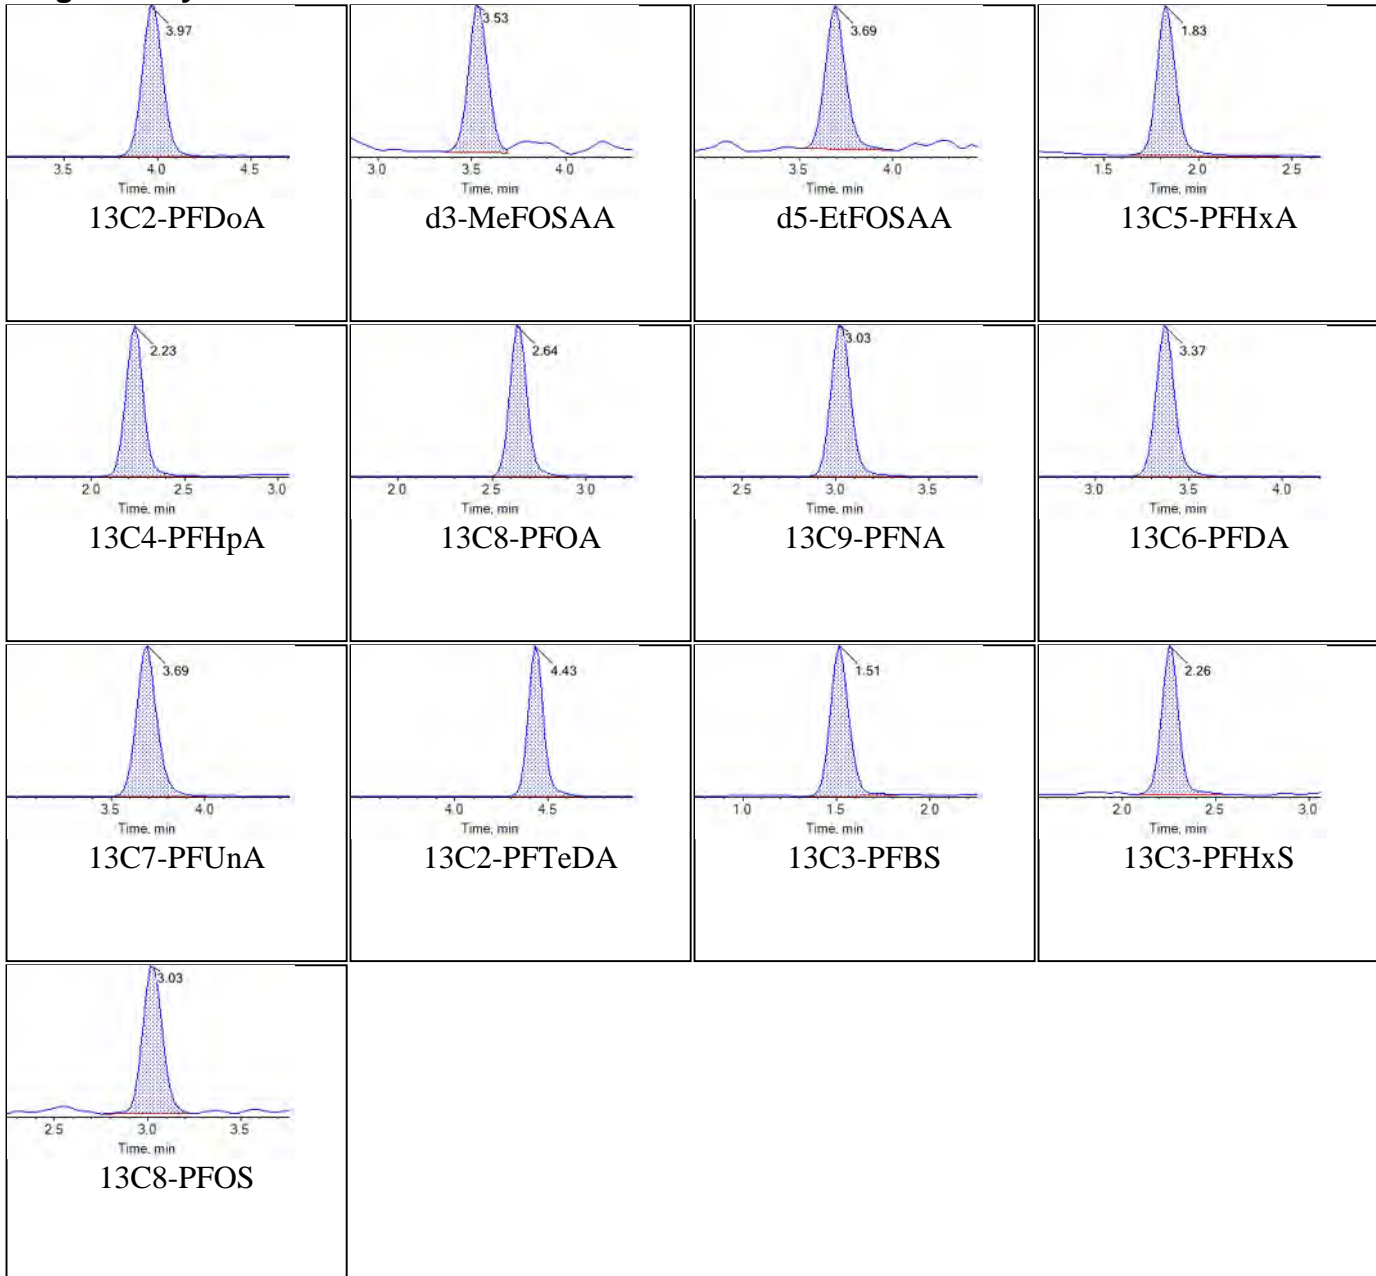 3.97
3.5 4.0 4.5
Time, min
13C2-PFDoA
3.53
3.0 3.5 4.0
Time, min
d3-MeFOSAA
3.69
3.5 4.0
Time, min
d5-EtFOSAA
1.83
1.5 2.0 2.5
Time, min
13C5-PFHxA
2.23
2.0 2.5 3.0
Time, min
13C4-PFHpA
2.64
2.0 2.5 3.0
Time, min
13C8-PFOA
3.03
2.5 3.0 3.5
Time, min
13C9-PFNA
3.37
3.0 3.5 4.0
Time, min
13C6-PFDA
3.69
3.5 4.0
Time, min
13C7-PFUnA
4.43
4.0 4.5
Time, min
13C2-PFTeDA
1.51
1.0 1.5 2.0
Time, min
13C3-PFBS
2.26
2.0 2.5 3.0
Time, min
13C3-PFHxS
3.03
2.5 3.0 3.5
Time, min
13C8-PFOS